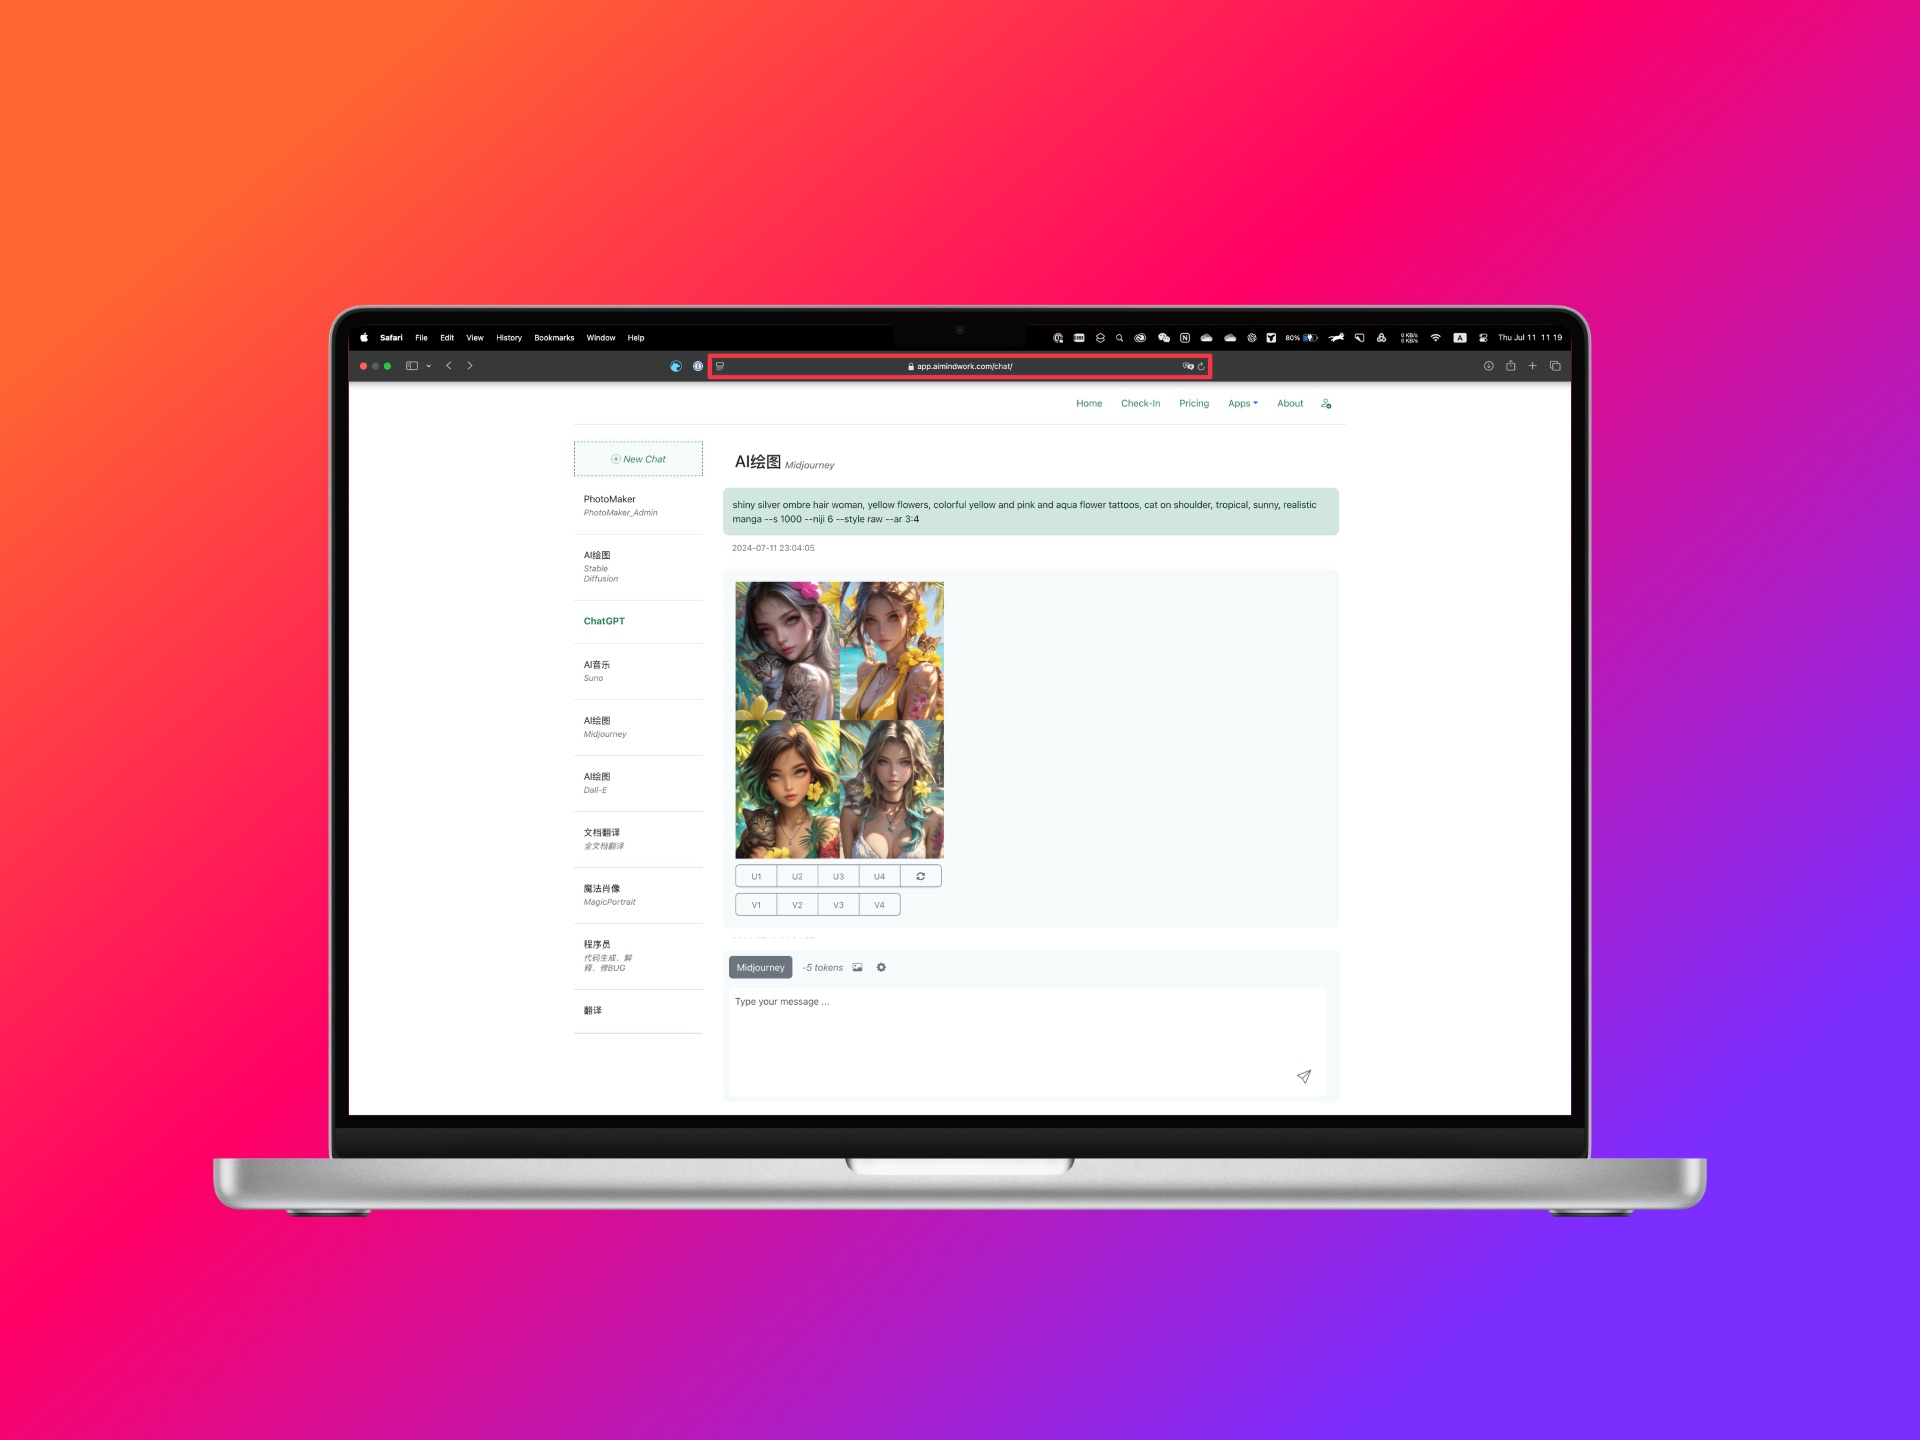 Safari File Edit View History Bookmarks Window Help
80%
0 KB/s
0 KB/s
A
Thu Jul 11 11 19
app.aimindwork.com/chat/
Home Check-In Pricing Apps About
New Chat
PhotoMaker
PhotoMaker_Admin
AI绘图
Stable
Diffusion
ChatGPT
AI音乐
Suno
AI绘图
Midjourney
AI绘图
Dall-E
文档翻译
全文档翻译
魔法肖像
MagicPortrait
程序员
代码生成、解
释、修BUG
翻译
AI绘图 Midjourney
shiny silver ombre hair woman, yellow flowers, colorful yellow and pink and aqua flower tattoos, cat on shoulder, tropical, sunny, realistic
manga --s 1000 --niji 6 --style raw --ar 3:4
2024-07-11 23:04:05
U1 U2 U3 U4
V1 V2 V3 V4
Midjourney -5 tokens
Type your message ...